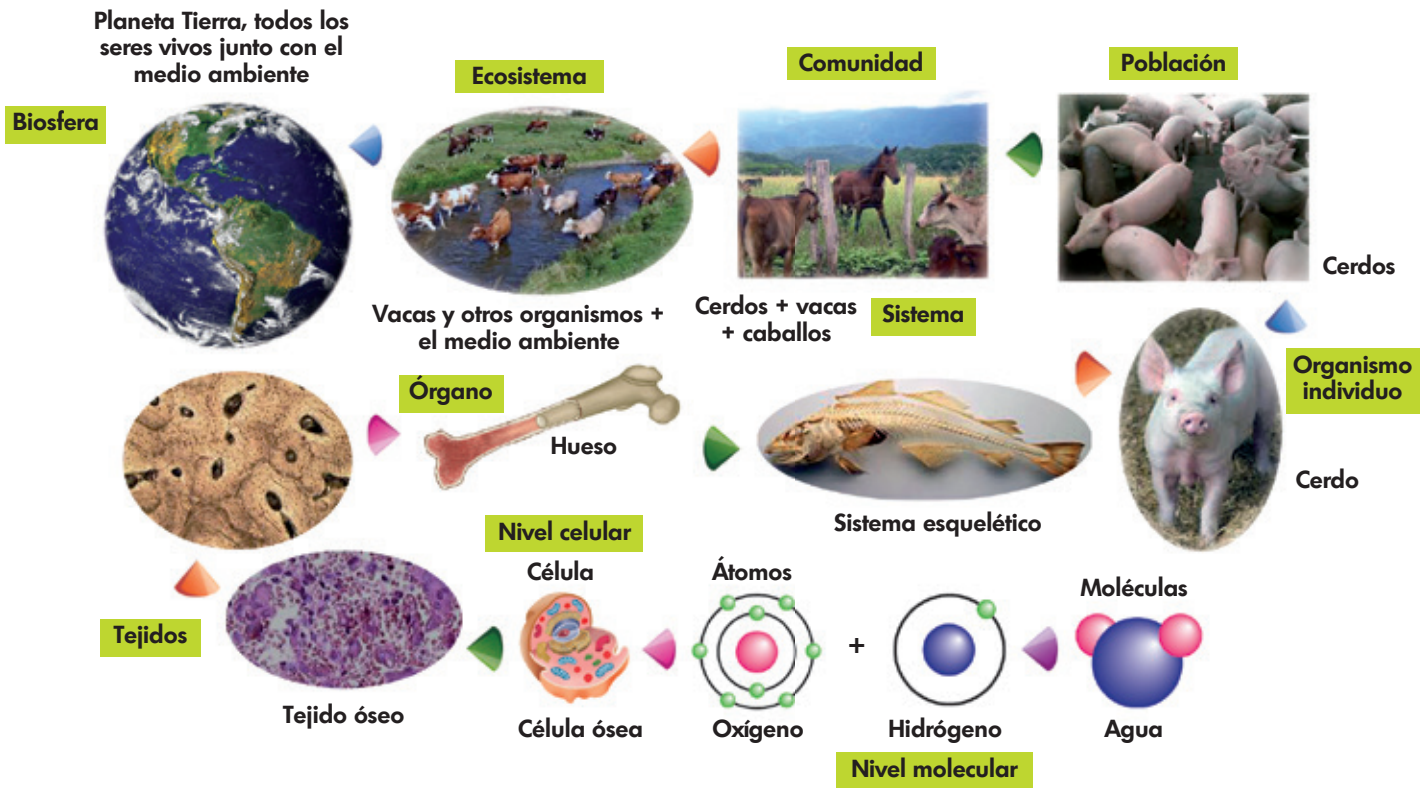 Planeta Tierra, todos los
seres vivos junto con el
medio ambiente
Biosfera
Ecosistema
Vacas y otros organismos +
el medio ambiente
Comunidad
Cerdos + vacas
+ caballos
Población
Cerdos
Organismo
individuo
Cerdo
Sistema
Sistema esquelético
Órgano
Hueso
Tejidos
Tejido óseo
Nivel celular
Célula
Célula ósea
Átomos
Oxígeno
+
Hidrógeno
Moléculas
Agua
Nivel molecular